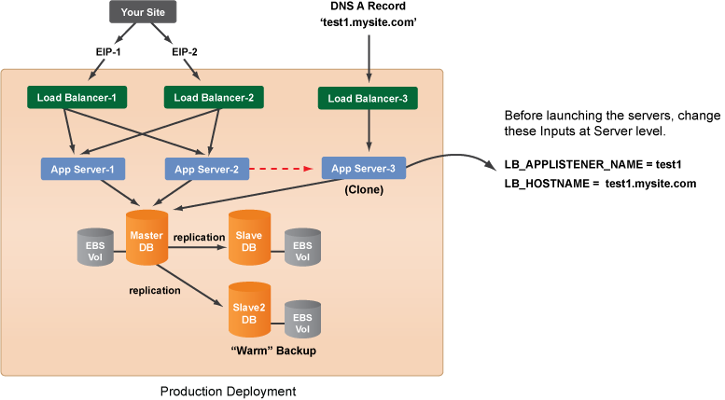 Your Site
DNS A Record
'test1.mysite.com'
EIP-1
EIP-2
Load Balancer-1
Load Balancer-2
Load Balancer-3
Before launching the servers, change
these Inputs at Server level.
App Server-1
App Server-2
App Server-3
(Clone)
LB_APPLISTENER_NAME = test1
LB_HOSTNAME = test1.mysite.com
EBS
Vol
Master
DB
replication
Slave
DB
EBS
Vol
replication
Slave2
DB
EBS
Vol
“Warm” Backup
Production Deployment